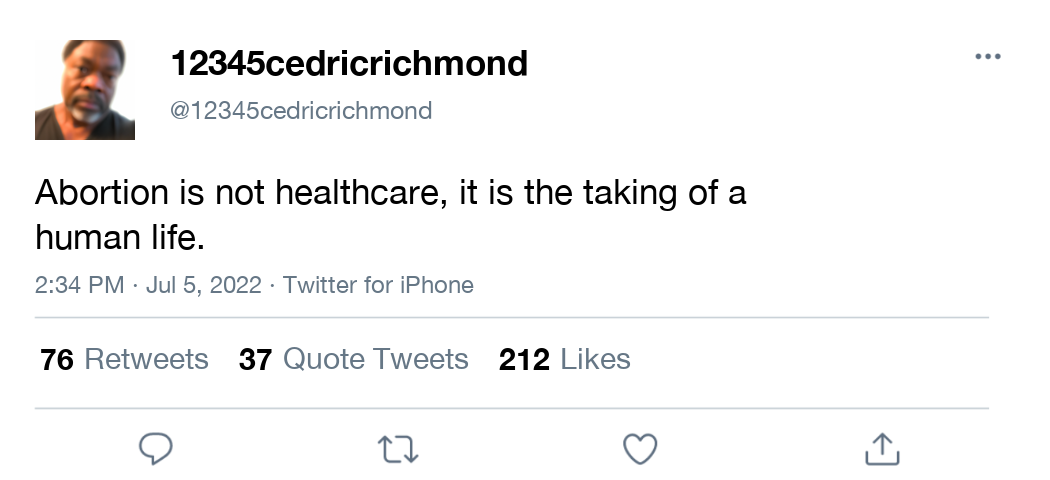 12345cedricrichmond
@12345cedricrichmond
Abortion is not healthcare, it is the taking of a
human life.
2:34 PM · Jul 5, 2022 · Twitter for iPhone
76 Retweets 37 Quote Tweets 212 Likes